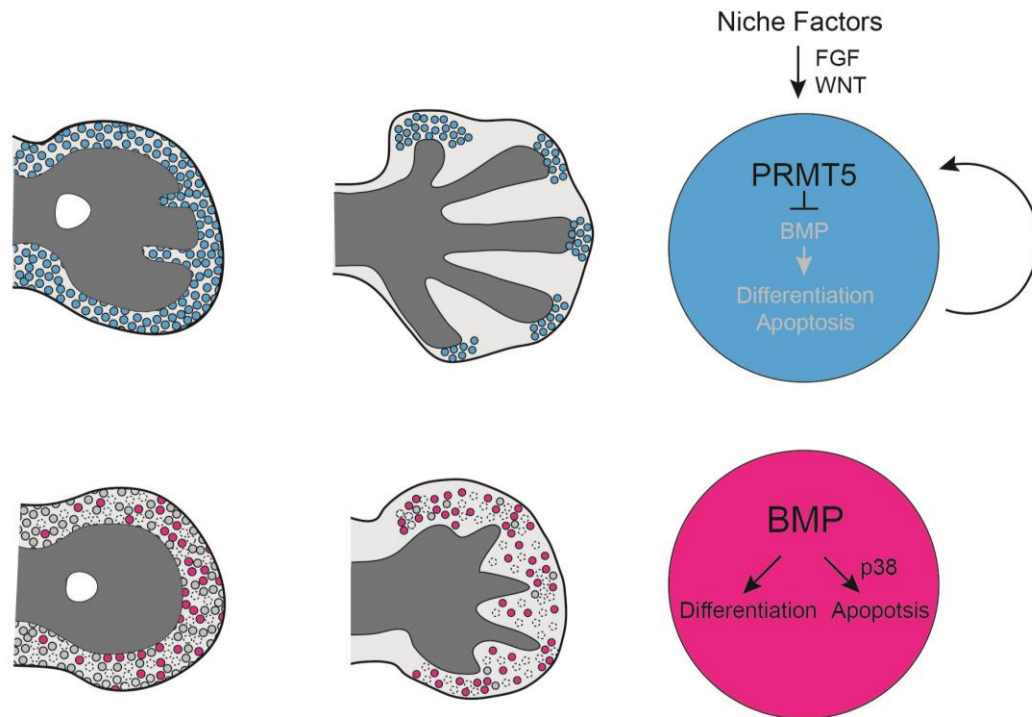 Niche Factors
FGF
WNT
PRMT5
BMP
Differentiation
Apoptosis
BMP
p38
Differentiation Apopotsis